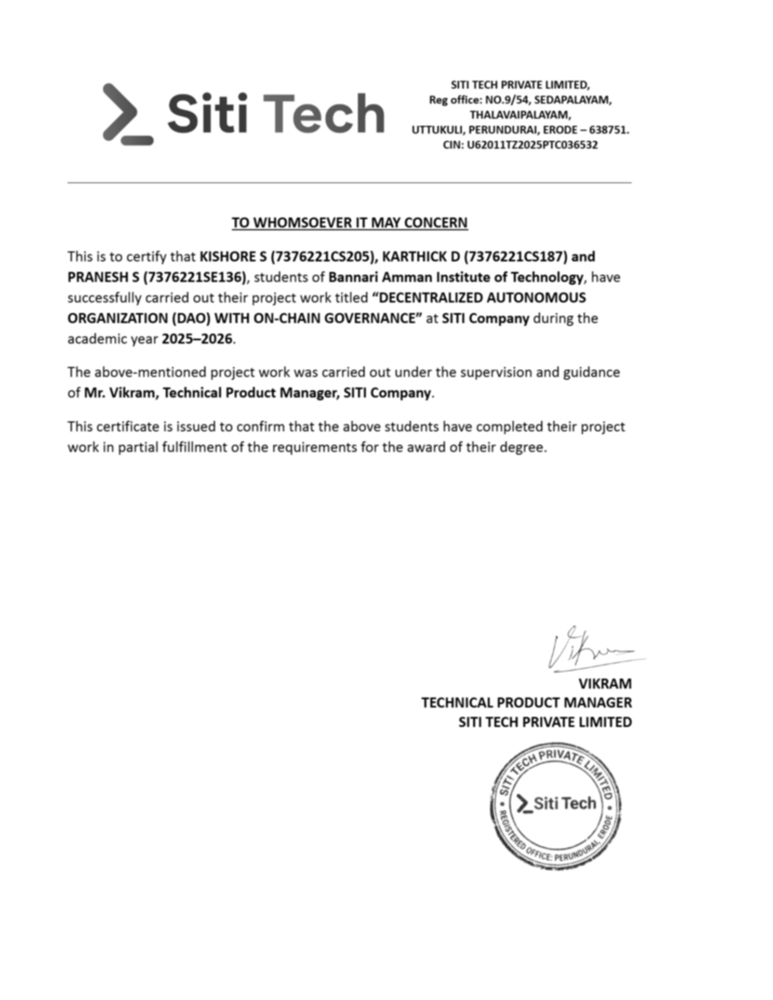 Siti Tech
SITI TECH PRIVATE LIMITED,
Reg office: NO.9/54, SEDAPALAYAM,
THALAVAIPALAYAM,
UTTUKULI, PERUNDURAI, ERODE – 638751.
CIN: U62011TZ2025PTC036532
TO WHOMSOEVER IT MAY CONCERN
This is to certify that KISHORE S (7376221CS205), KARTHICK D (7376221CS187) and
PRANESH S (7376221SE136), students of Bannari Amman Institute of Technology, have
successfully carried out their project work titled “DECENTRALIZED AUTONOMOUS
ORGANIZATION (DAO) WITH ON-CHAIN GOVERNANCE” at SITI Company during the
academic year 2025–2026.
The above-mentioned project work was carried out under the supervision and guidance
of Mr. Vikram, Technical Product Manager, SITI Company.
This certificate is issued to confirm that the above students have completed their project
work in partial fulfillment of the requirements for the award of their degree.
Vikram
VIKRAM
TECHNICAL PRODUCT MANAGER
SITI TECH PRIVATE LIMITED
SITI TECH PRIVATE LIMITED
Siti Tech
REGISTERED OFFICE: PERUNDURAI, ERODE